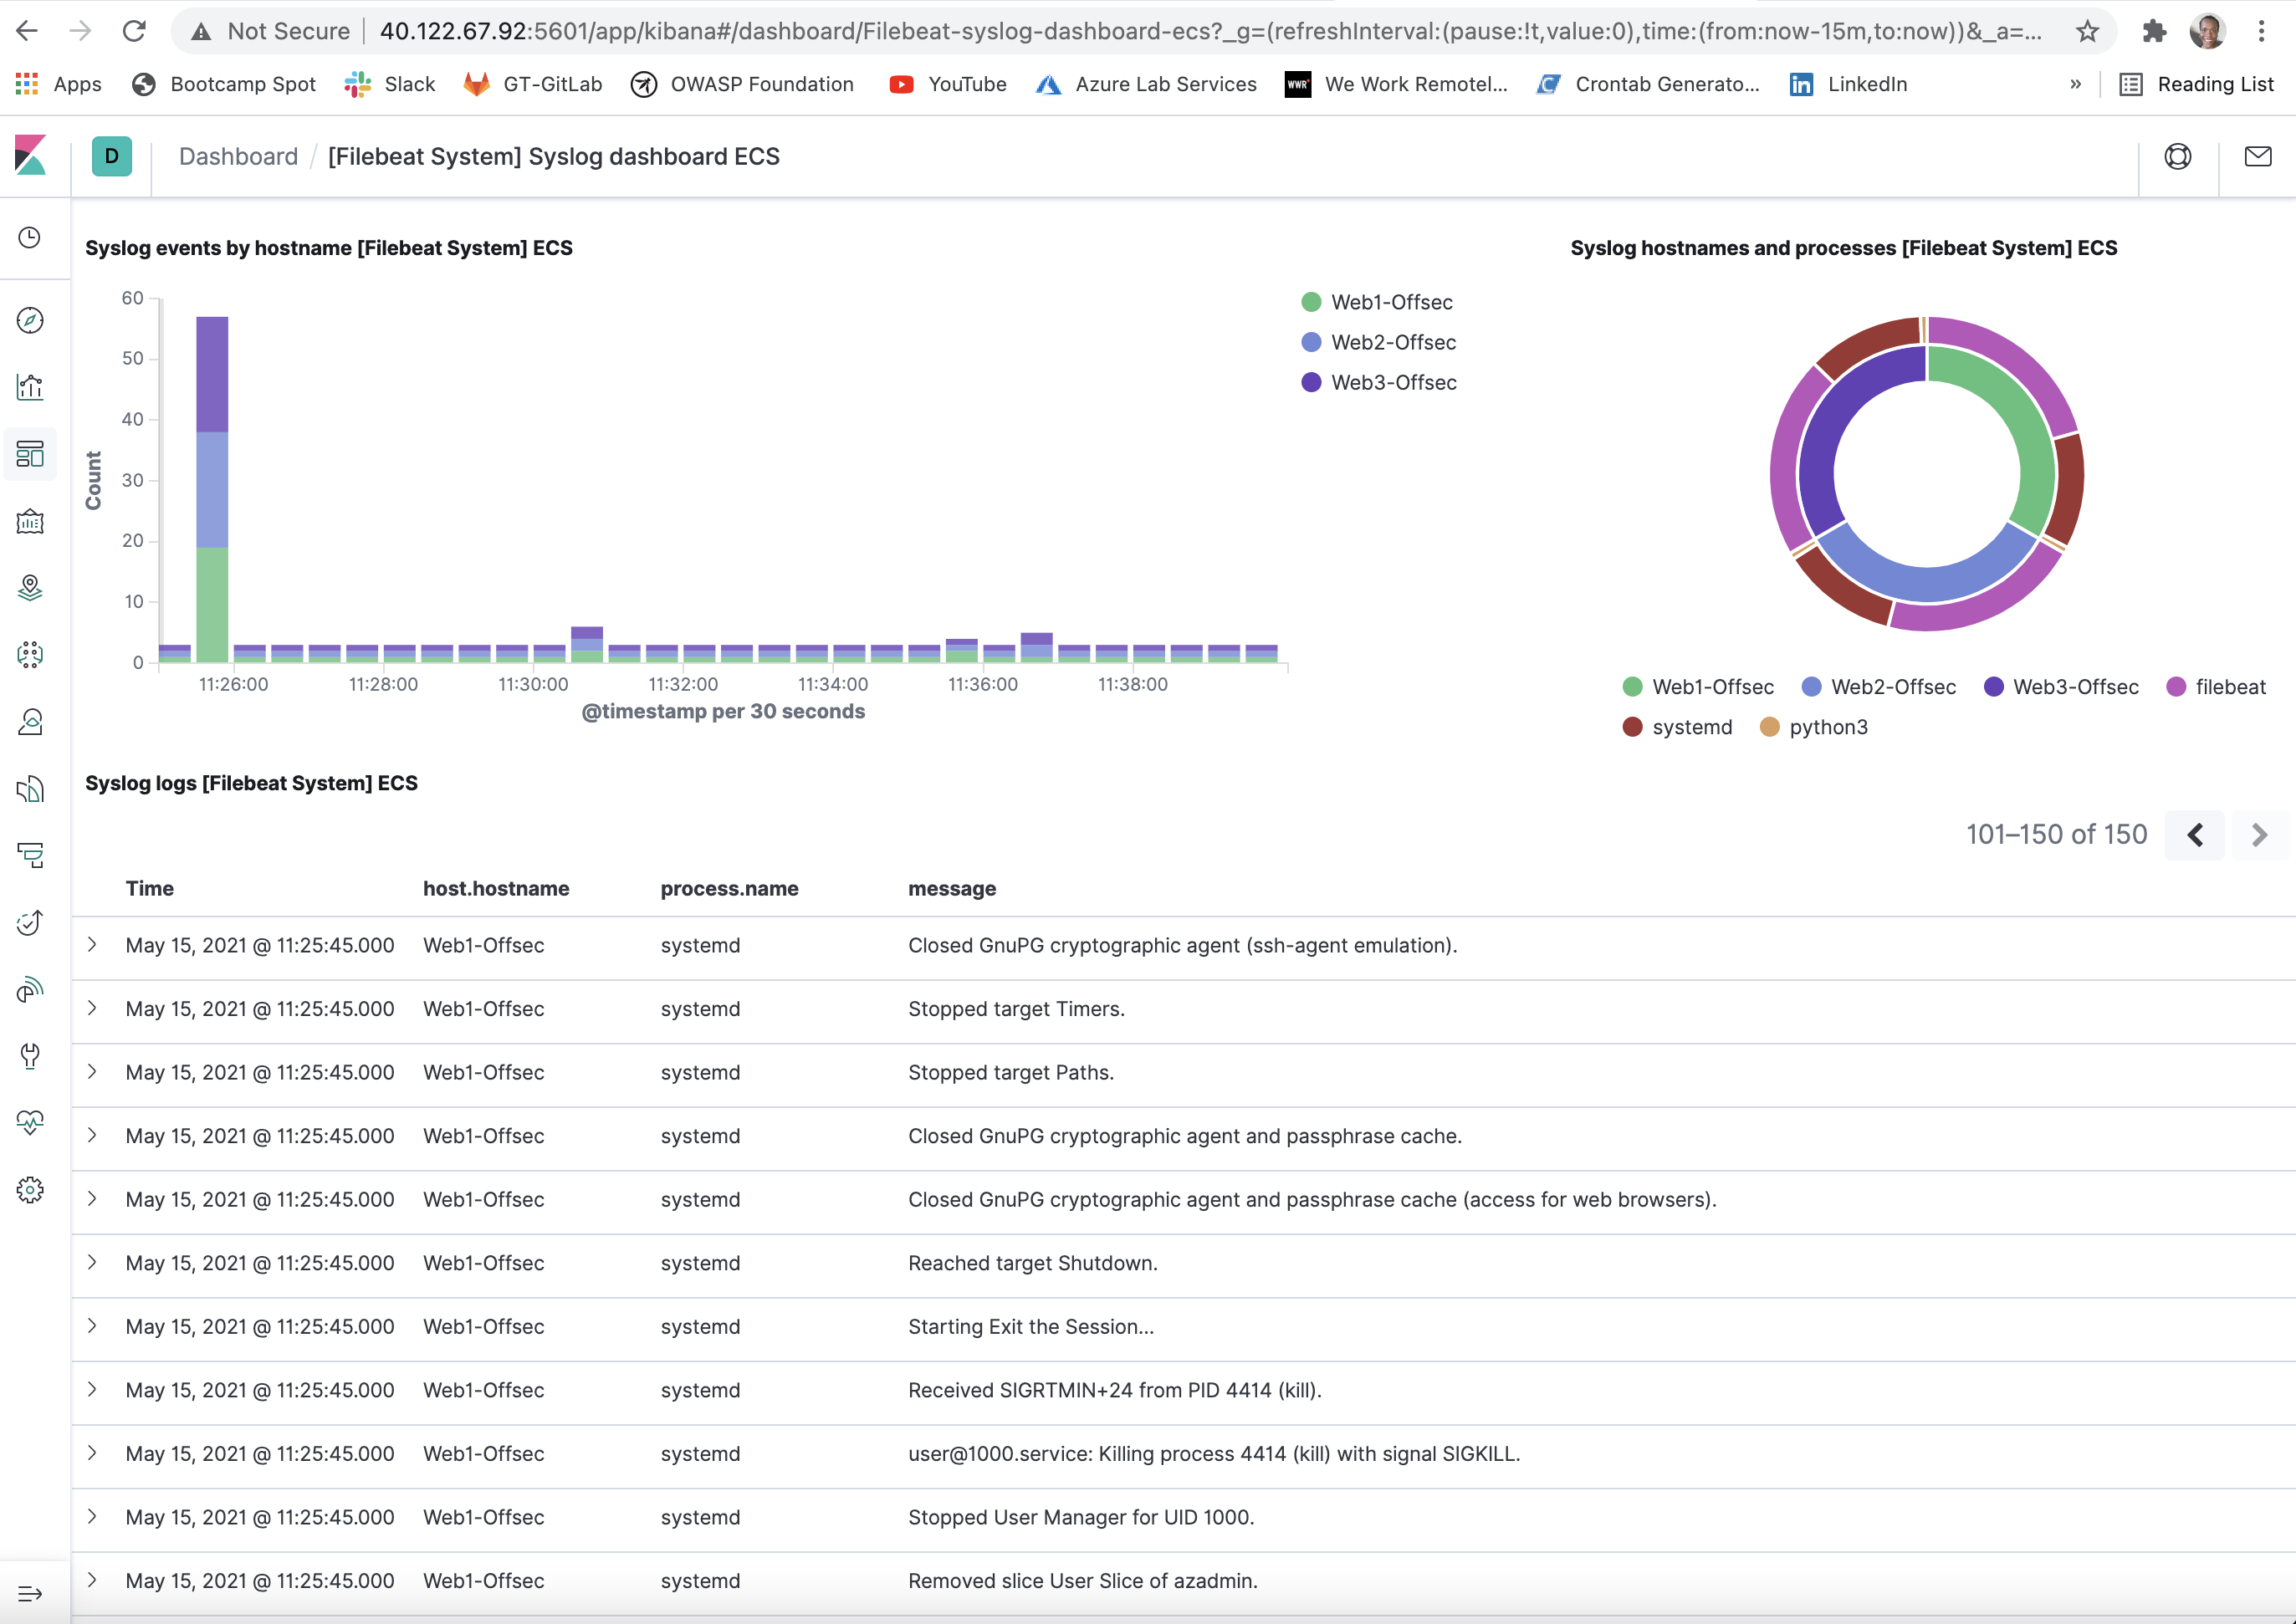 Not Secure 40.122.67.92:5601/app/kibana#/dashboard/Filebeat-syslog-dashboard-ecs?_g=(refreshInterval:(pause:!t,value:0),time:(from:now-15m,to:now))&_a=...
Apps Bootcamp Spot Slack GT-GitLab OWASP Foundation YouTube Azure Lab Services WWR We Work Remotel... Crontab Generato... LinkedIn » Reading List
D Dashboard / [Filebeat System] Syslog dashboard ECS
Syslog events by hostname [Filebeat System] ECS
60
50
40
30
20
10
0
Count
11:26:00 11:28:00 11:30:00 11:32:00 11:34:00 11:36:00 11:38:00
@timestamp per 30 seconds
Web1-Offsec
Web2-Offsec
Web3-Offsec
Syslog hostnames and processes [Filebeat System] ECS
Web1-Offsec Web2-Offsec Web3-Offsec filebeat
systemd python3
Syslog logs [Filebeat System] ECS
101–150 of 150
Time host.hostname process.name message
May 15, 2021 @ 11:25:45.000 Web1-Offsec systemd Closed GnuPG cryptographic agent (ssh-agent emulation).
May 15, 2021 @ 11:25:45.000 Web1-Offsec systemd Stopped target Timers.
May 15, 2021 @ 11:25:45.000 Web1-Offsec systemd Stopped target Paths.
May 15, 2021 @ 11:25:45.000 Web1-Offsec systemd Closed GnuPG cryptographic agent and passphrase cache.
May 15, 2021 @ 11:25:45.000 Web1-Offsec systemd Closed GnuPG cryptographic agent and passphrase cache (access for web browsers).
May 15, 2021 @ 11:25:45.000 Web1-Offsec systemd Reached target Shutdown.
May 15, 2021 @ 11:25:45.000 Web1-Offsec systemd Starting Exit the Session...
May 15, 2021 @ 11:25:45.000 Web1-Offsec systemd Received SIGRTMIN+24 from PID 4414 (kill).
May 15, 2021 @ 11:25:45.000 Web1-Offsec systemd user@1000.service: Killing process 4414 (kill) with signal SIGKILL.
May 15, 2021 @ 11:25:45.000 Web1-Offsec systemd Stopped User Manager for UID 1000.
May 15, 2021 @ 11:25:45.000 Web1-Offsec systemd Removed slice User Slice of azadmin.